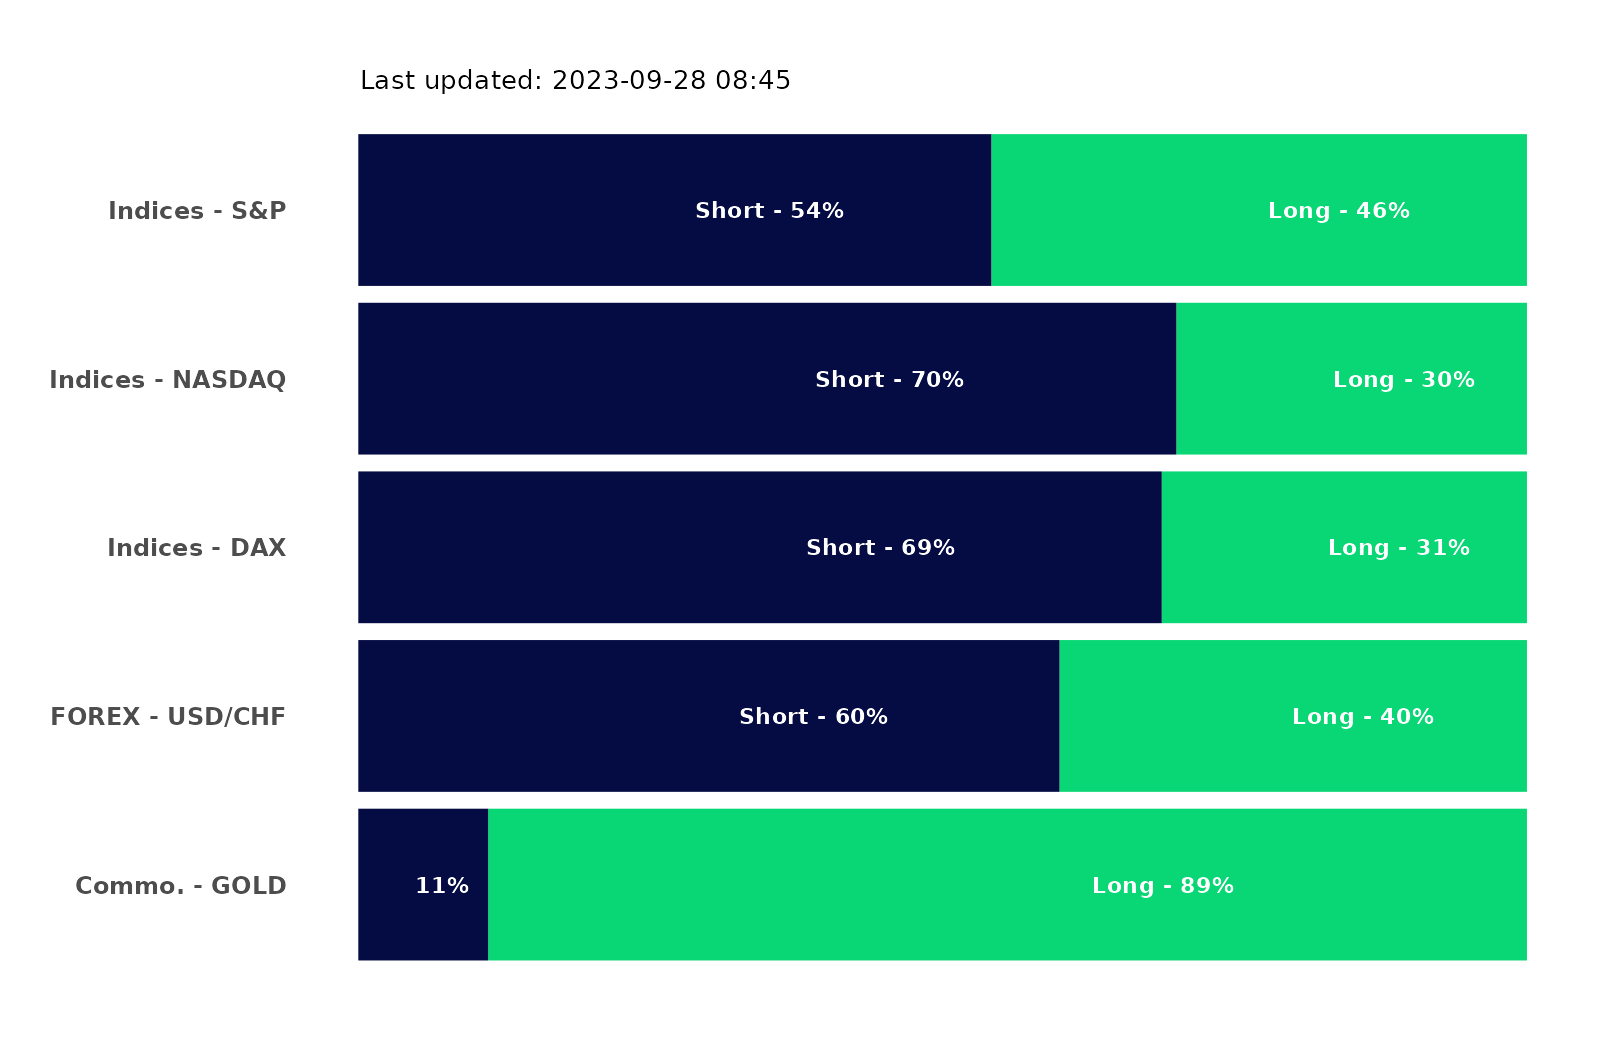 Last updated: 2023-09-28 08:45
Indices - S&P Short - 54% Long - 46%
Indices - NASDAQ Short - 70% Long - 30%
Indices - DAX Short - 69% Long - 31%
FOREX - USD/CHF Short - 60% Long - 40%
Commo. - GOLD 11% Long - 89%